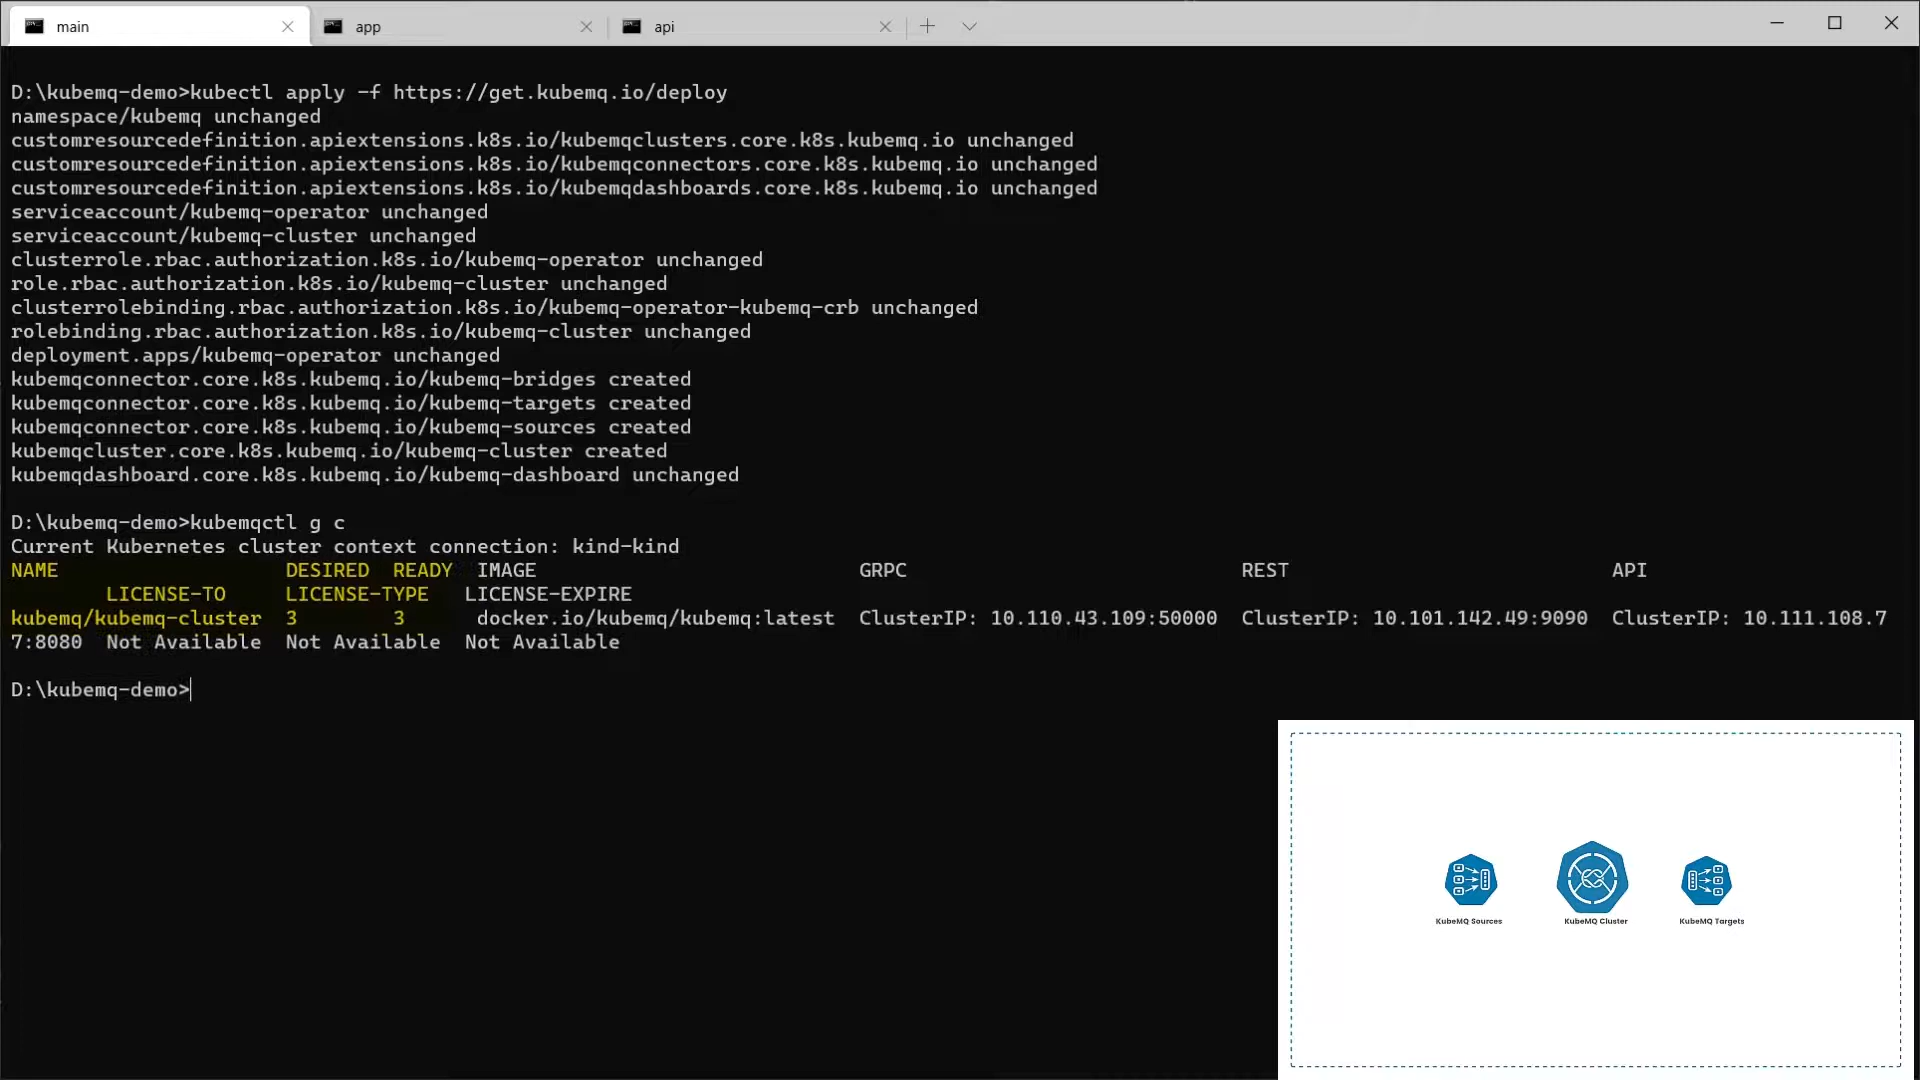 main
app
api
D:\kubemq-demo>kubectl apply -f https://get.kubemq.io/deploy
namespace/kubemq unchanged
customresourcedefinition.apiextensions.k8s.io/kubemqclusters.core.k8s.kubemq.io unchanged
customresourcedefinition.apiextensions.k8s.io/kubemqconnectors.core.k8s.kubemq.io unchanged
customresourcedefinition.apiextensions.k8s.io/kubemqdashboards.core.k8s.kubemq.io unchanged
serviceaccount/kubemq-operator unchanged
serviceaccount/kubemq-cluster unchanged
clusterrole.rbac.authorization.k8s.io/kubemq-operator unchanged
role.rbac.authorization.k8s.io/kubemq-cluster unchanged
clusterrolebinding.rbac.authorization.k8s.io/kubemq-operator-kubemq-crb unchanged
rolebinding.rbac.authorization.k8s.io/kubemq-cluster unchanged
deployment.apps/kubemq-operator unchanged
kubemqconnector.core.k8s.kubemq.io/kubemq-bridges created
kubemqconnector.core.k8s.kubemq.io/kubemq-targets created
kubemqconnector.core.k8s.kubemq.io/kubemq-sources created
kubemqcluster.core.k8s.kubemq.io/kubemq-cluster created
kubemqdashboard.core.k8s.kubemq.io/kubemq-dashboard unchanged
D:\kubemq-demo>kubemqctl g c
Current Kubernetes cluster context connection: kind-kind
NAME DESIRED READY IMAGE GRPC REST API
LICENSE-TO LICENSE-TYPE LICENSE-EXPIRE
kubemq/kubemq-cluster 3 3 docker.io/kubemq/kubemq:latest ClusterIP: 10.110.43.109:50000 ClusterIP: 10.101.142.49:9090 ClusterIP: 10.111.108.7
7:8080 Not Available Not Available Not Available
D:\kubemq-demo>
KubeMQ Sources
KubeMQ Cluster
KubeMQ Targets